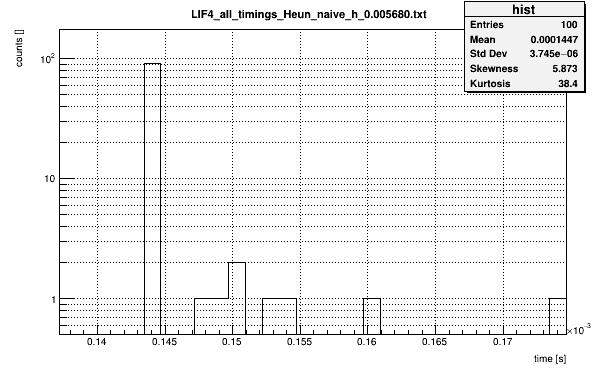 LIF4_all_timings_Heun_naive_h_0.005680.txt
hist
Entries 100
Mean 0.0001447
Std Dev 3.745e−06
Skewness 5.873
Kurtosis 38.4
counts []
10²
10
1
0.14 0.145 0.15 0.155 0.16 0.165 0.17
×10⁻³
time [s]